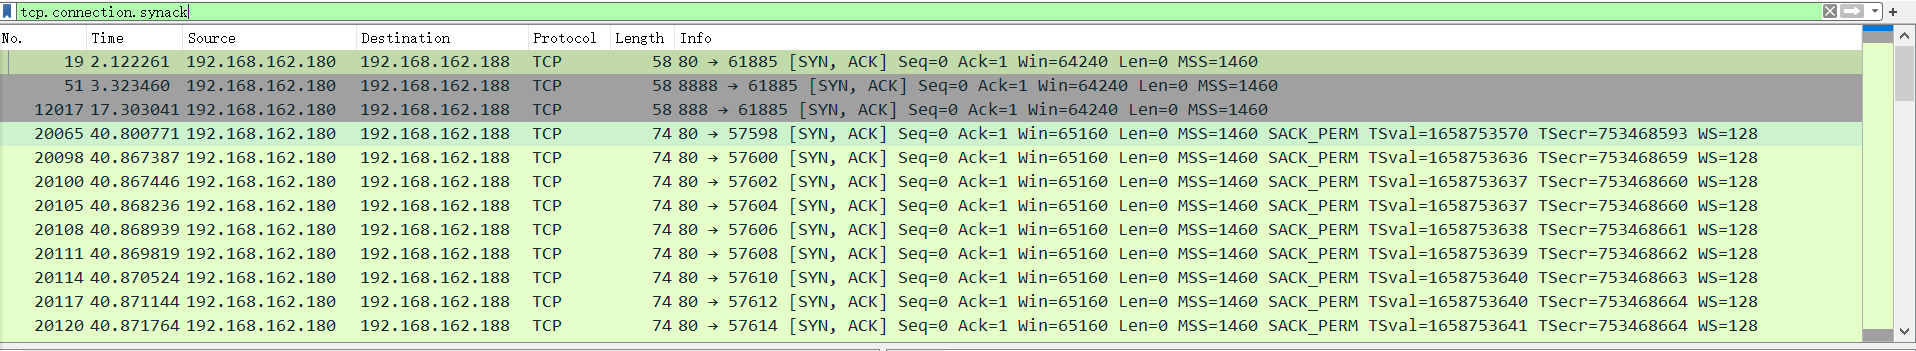 tcp.connection.synack
No. Time Source Destination Protocol Length Info
19 2.122261 192.168.162.180 192.168.162.188 TCP 58 80 → 61885 [SYN, ACK] Seq=0 Ack=1 Win=64240 Len=0 MSS=1460
51 3.323460 192.168.162.180 192.168.162.188 TCP 58 8888 → 61885 [SYN, ACK] Seq=0 Ack=1 Win=64240 Len=0 MSS=1460
12017 17.303041 192.168.162.180 192.168.162.188 TCP 58 888 → 61885 [SYN, ACK] Seq=0 Ack=1 Win=64240 Len=0 MSS=1460
20065 40.800771 192.168.162.180 192.168.162.188 TCP 74 80 → 57598 [SYN, ACK] Seq=0 Ack=1 Win=65160 Len=0 MSS=1460 SACK_PERM TSval=1658753570 TSecr=753468593 WS=128
20098 40.867387 192.168.162.180 192.168.162.188 TCP 74 80 → 57600 [SYN, ACK] Seq=0 Ack=1 Win=65160 Len=0 MSS=1460 SACK_PERM TSval=1658753636 TSecr=753468659 WS=128
20100 40.867446 192.168.162.180 192.168.162.188 TCP 74 80 → 57602 [SYN, ACK] Seq=0 Ack=1 Win=65160 Len=0 MSS=1460 SACK_PERM TSval=1658753637 TSecr=753468660 WS=128
20105 40.868236 192.168.162.180 192.168.162.188 TCP 74 80 → 57604 [SYN, ACK] Seq=0 Ack=1 Win=65160 Len=0 MSS=1460 SACK_PERM TSval=1658753637 TSecr=753468660 WS=128
20108 40.868939 192.168.162.180 192.168.162.188 TCP 74 80 → 57606 [SYN, ACK] Seq=0 Ack=1 Win=65160 Len=0 MSS=1460 SACK_PERM TSval=1658753638 TSecr=753468661 WS=128
20111 40.869819 192.168.162.180 192.168.162.188 TCP 74 80 → 57608 [SYN, ACK] Seq=0 Ack=1 Win=65160 Len=0 MSS=1460 SACK_PERM TSval=1658753639 TSecr=753468662 WS=128
20114 40.870524 192.168.162.180 192.168.162.188 TCP 74 80 → 57610 [SYN, ACK] Seq=0 Ack=1 Win=65160 Len=0 MSS=1460 SACK_PERM TSval=1658753640 TSecr=753468663 WS=128
20117 40.871144 192.168.162.180 192.168.162.188 TCP 74 80 → 57612 [SYN, ACK] Seq=0 Ack=1 Win=65160 Len=0 MSS=1460 SACK_PERM TSval=1658753640 TSecr=753468664 WS=128
20120 40.871764 192.168.162.180 192.168.162.188 TCP 74 80 → 57614 [SYN, ACK] Seq=0 Ack=1 Win=65160 Len=0 MSS=1460 SACK_PERM TSval=1658753641 TSecr=753468664 WS=128